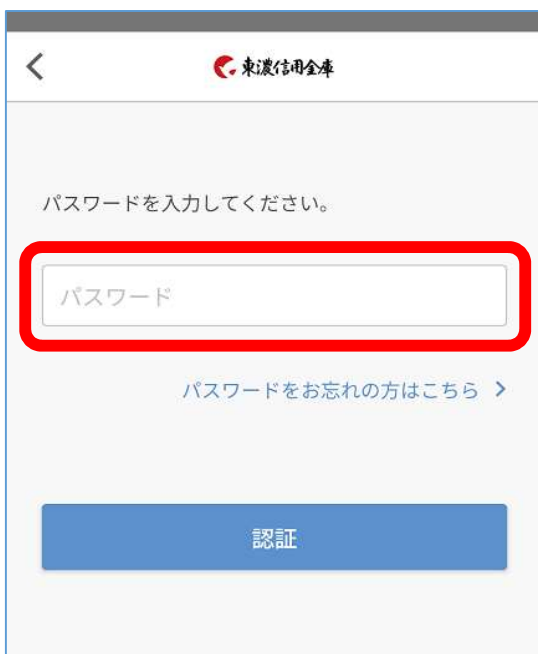 東濃信用金庫
パスワードを入力してください。
パスワード
パスワードをお忘れの方はこちら
認証